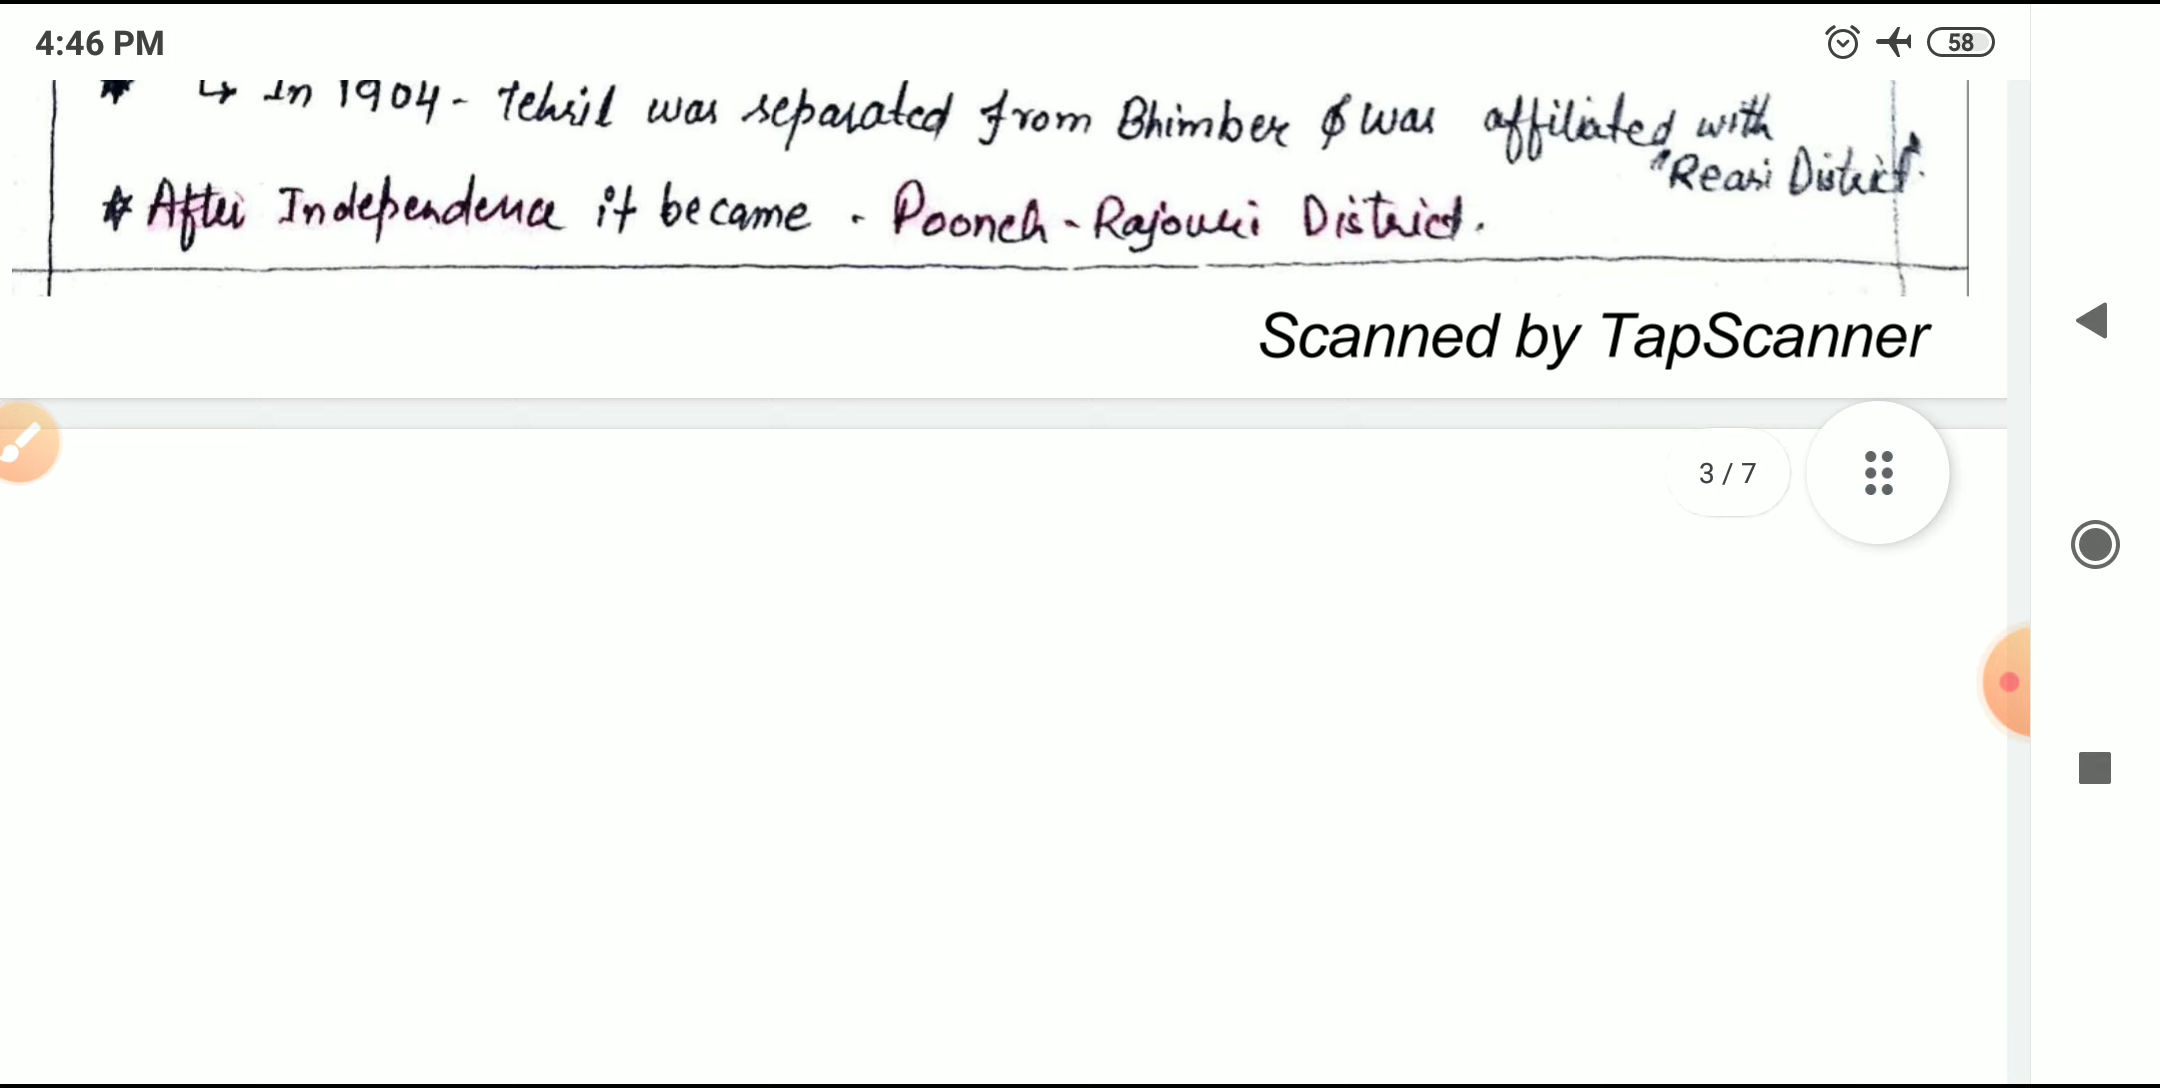 4:46 PM
58
★ ↳ In 1904 - Tehsil was separated from Bhimber & was affiliated with
"Reasi District".
☆ After Independence it became - Poonch - Rajouri District.
Scanned by TapScanner
3 / 7